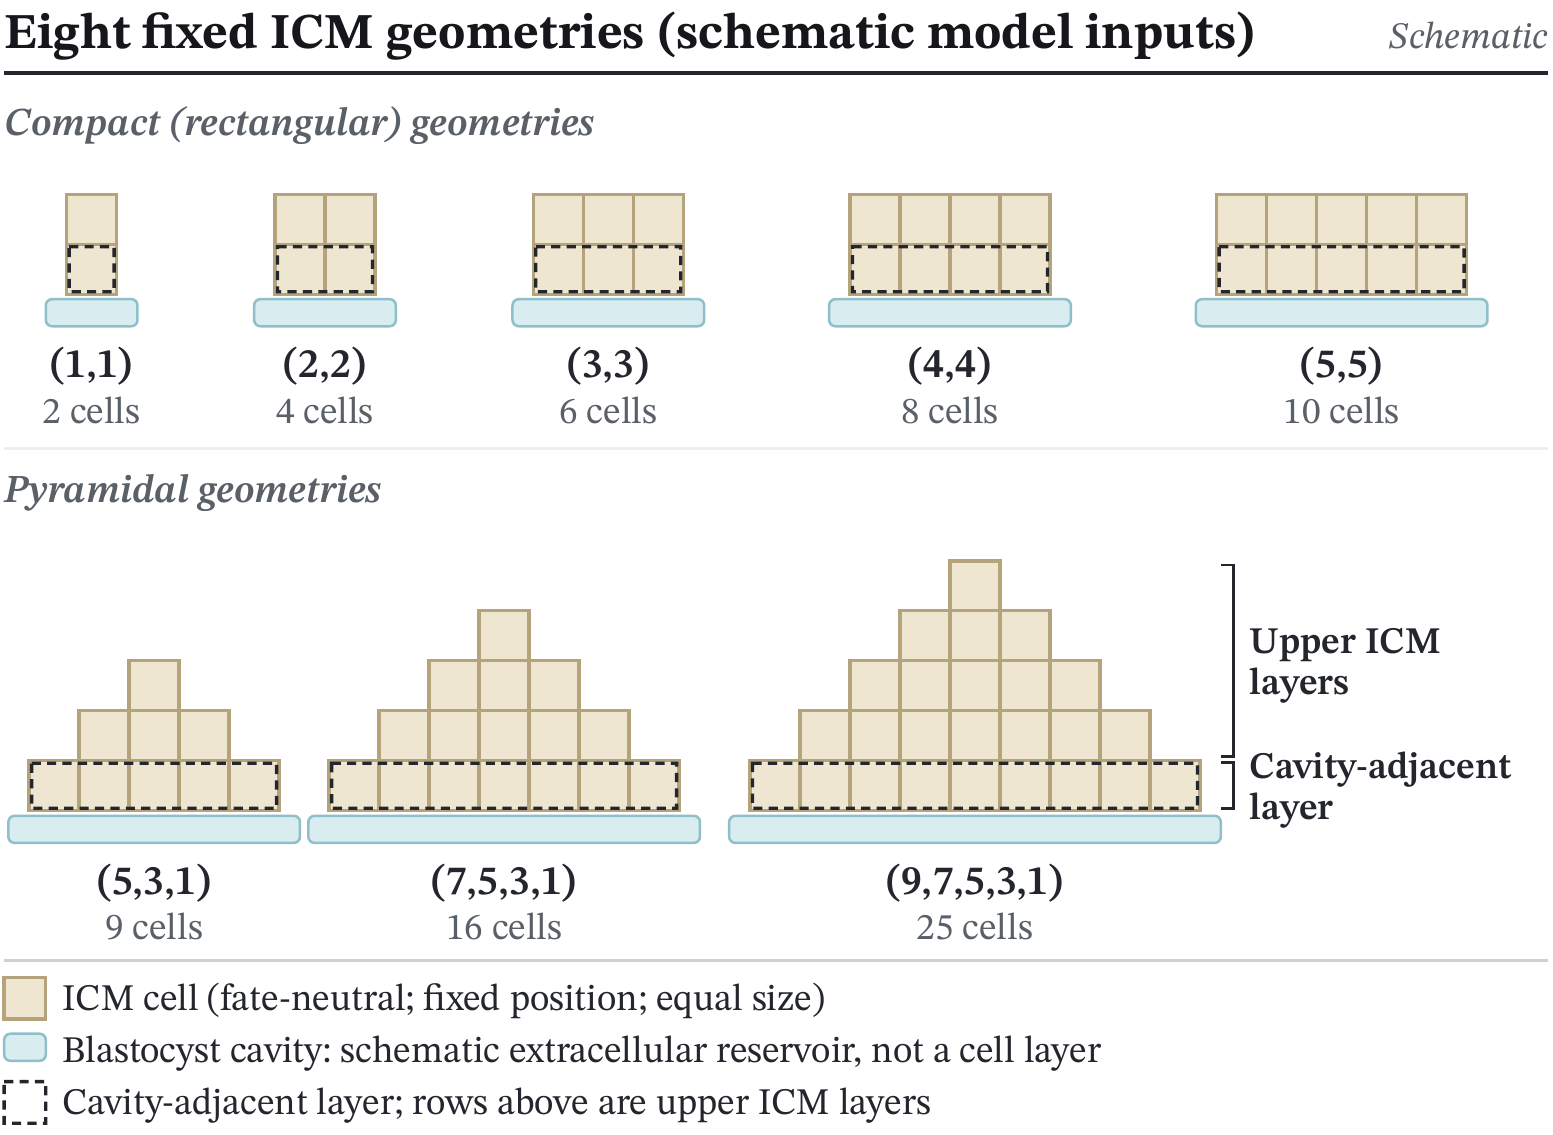 Eight fixed ICM geometries (schematic model inputs)
Schematic
Compact (rectangular) geometries
(1,1)
2 cells
(2,2)
4 cells
(3,3)
6 cells
(4,4)
8 cells
(5,5)
10 cells
Pyramidal geometries
Upper ICM
layers
Cavity-adjacent
layer
(5,3,1)
9 cells
(7,5,3,1)
16 cells
(9,7,5,3,1)
25 cells
ICM cell (fate-neutral; fixed position; equal size)
Blastocyst cavity: schematic extracellular reservoir, not a cell layer
Cavity-adjacent layer; rows above are upper ICM layers